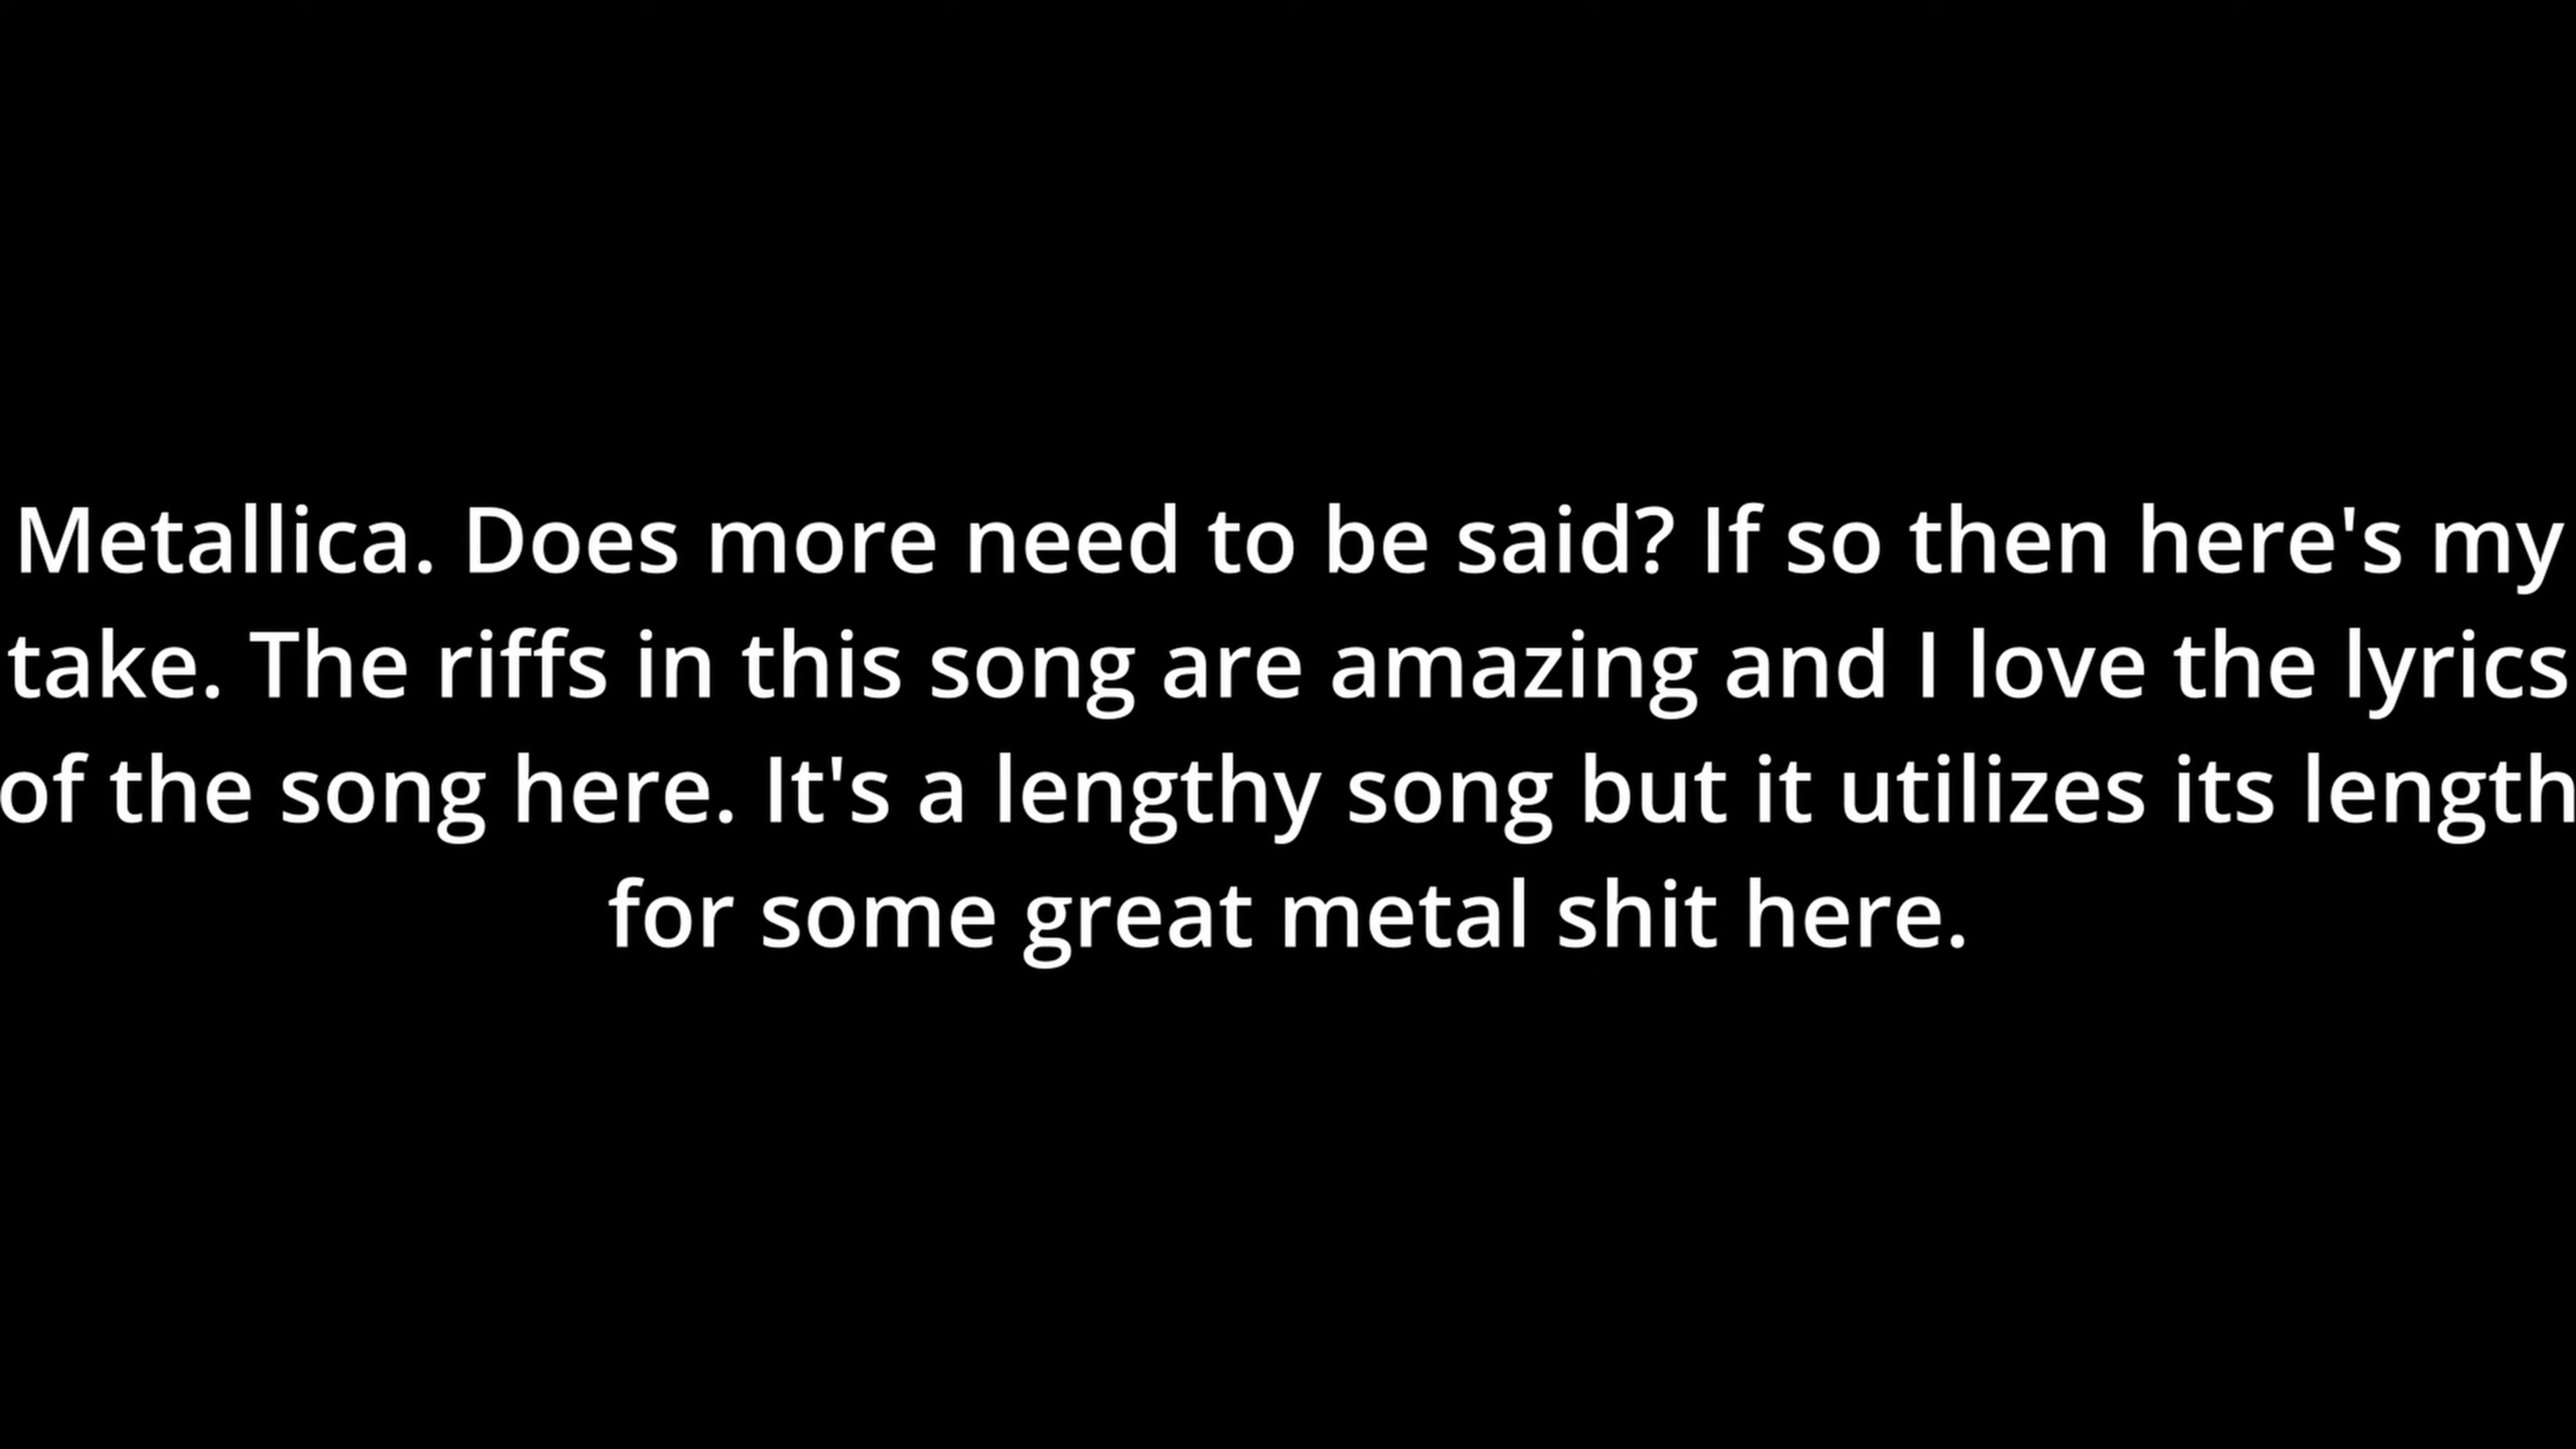 Metallica. Does more need to be said? If so then here's my
take. The riffs in this song are amazing and I love the lyrics
of the song here. It's a lengthy song but it utilizes its length
for some great metal shit here.